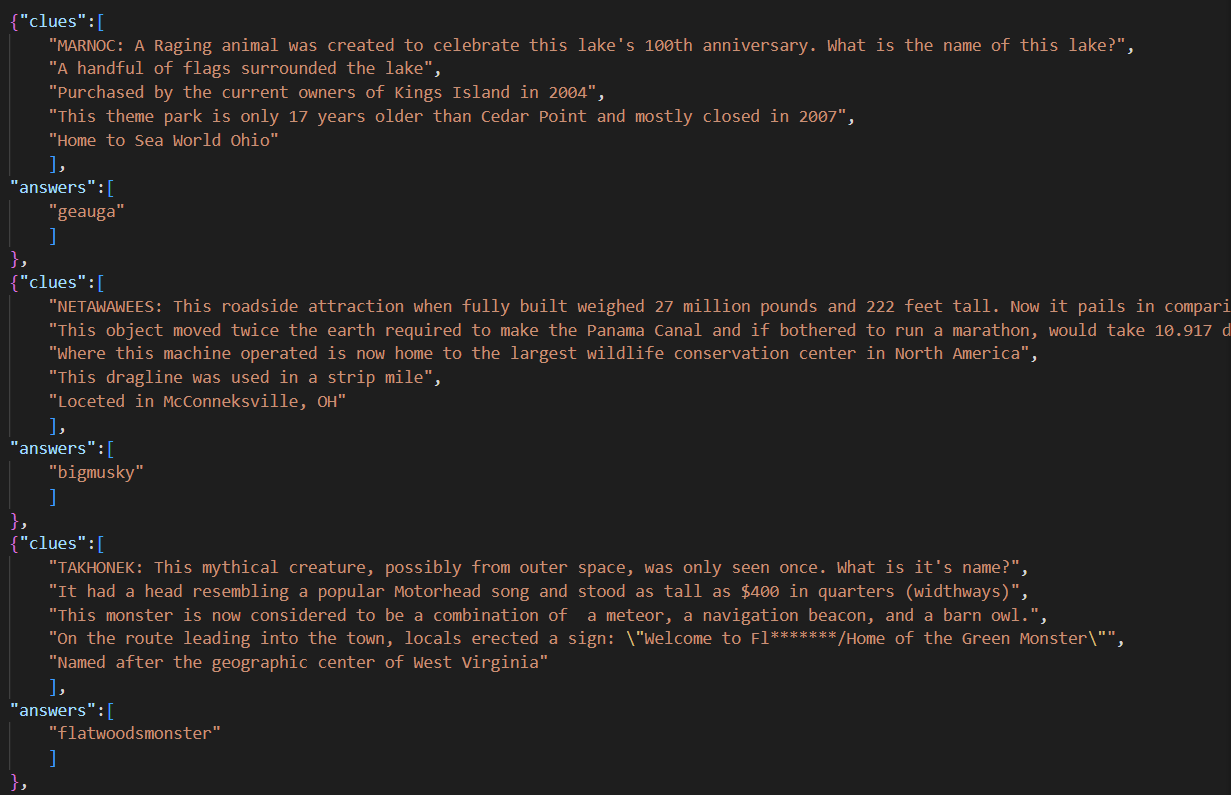 {"clues":[
"MARNOC: A Raging animal was created to celebrate this lake's 100th anniversary. What is the name of this lake?",
"A handful of flags surrounded the lake",
"Purchased by the current owners of Kings Island in 2004",
"This theme park is only 17 years older than Cedar Point and mostly closed in 2007",
"Home to Sea World Ohio"
],
"answers":[
"geauga"
]
},
{"clues":[
"NETAWAWEES: This roadside attraction when fully built weighed 27 million pounds and 222 feet tall. Now it pails in compari
"This object moved twice the earth required to make the Panama Canal and if bothered to run a marathon, would take 10.917 d
"Where this machine operated is now home to the largest wildlife conservation center in North America",
"This dragline was used in a strip mile",
"Loceted in McConneksville, OH"
],
"answers":[
"bigmusky"
]
},
{"clues":[
"TAKHONEK: This mythical creature, possibly from outer space, was only seen once. What is it's name?",
"It had a head resembling a popular Motorhead song and stood as tall as $400 in quarters (widthways)",
"This monster is now considered to be a combination of  a meteor, a navigation beacon, and a barn owl.",
"On the route leading into the town, locals erected a sign: \"Welcome to Fl*******/Home of the Green Monster\"",
"Named after the geographic center of West Virginia"
],
"answers":[
"flatwoodsmonster"
]
},